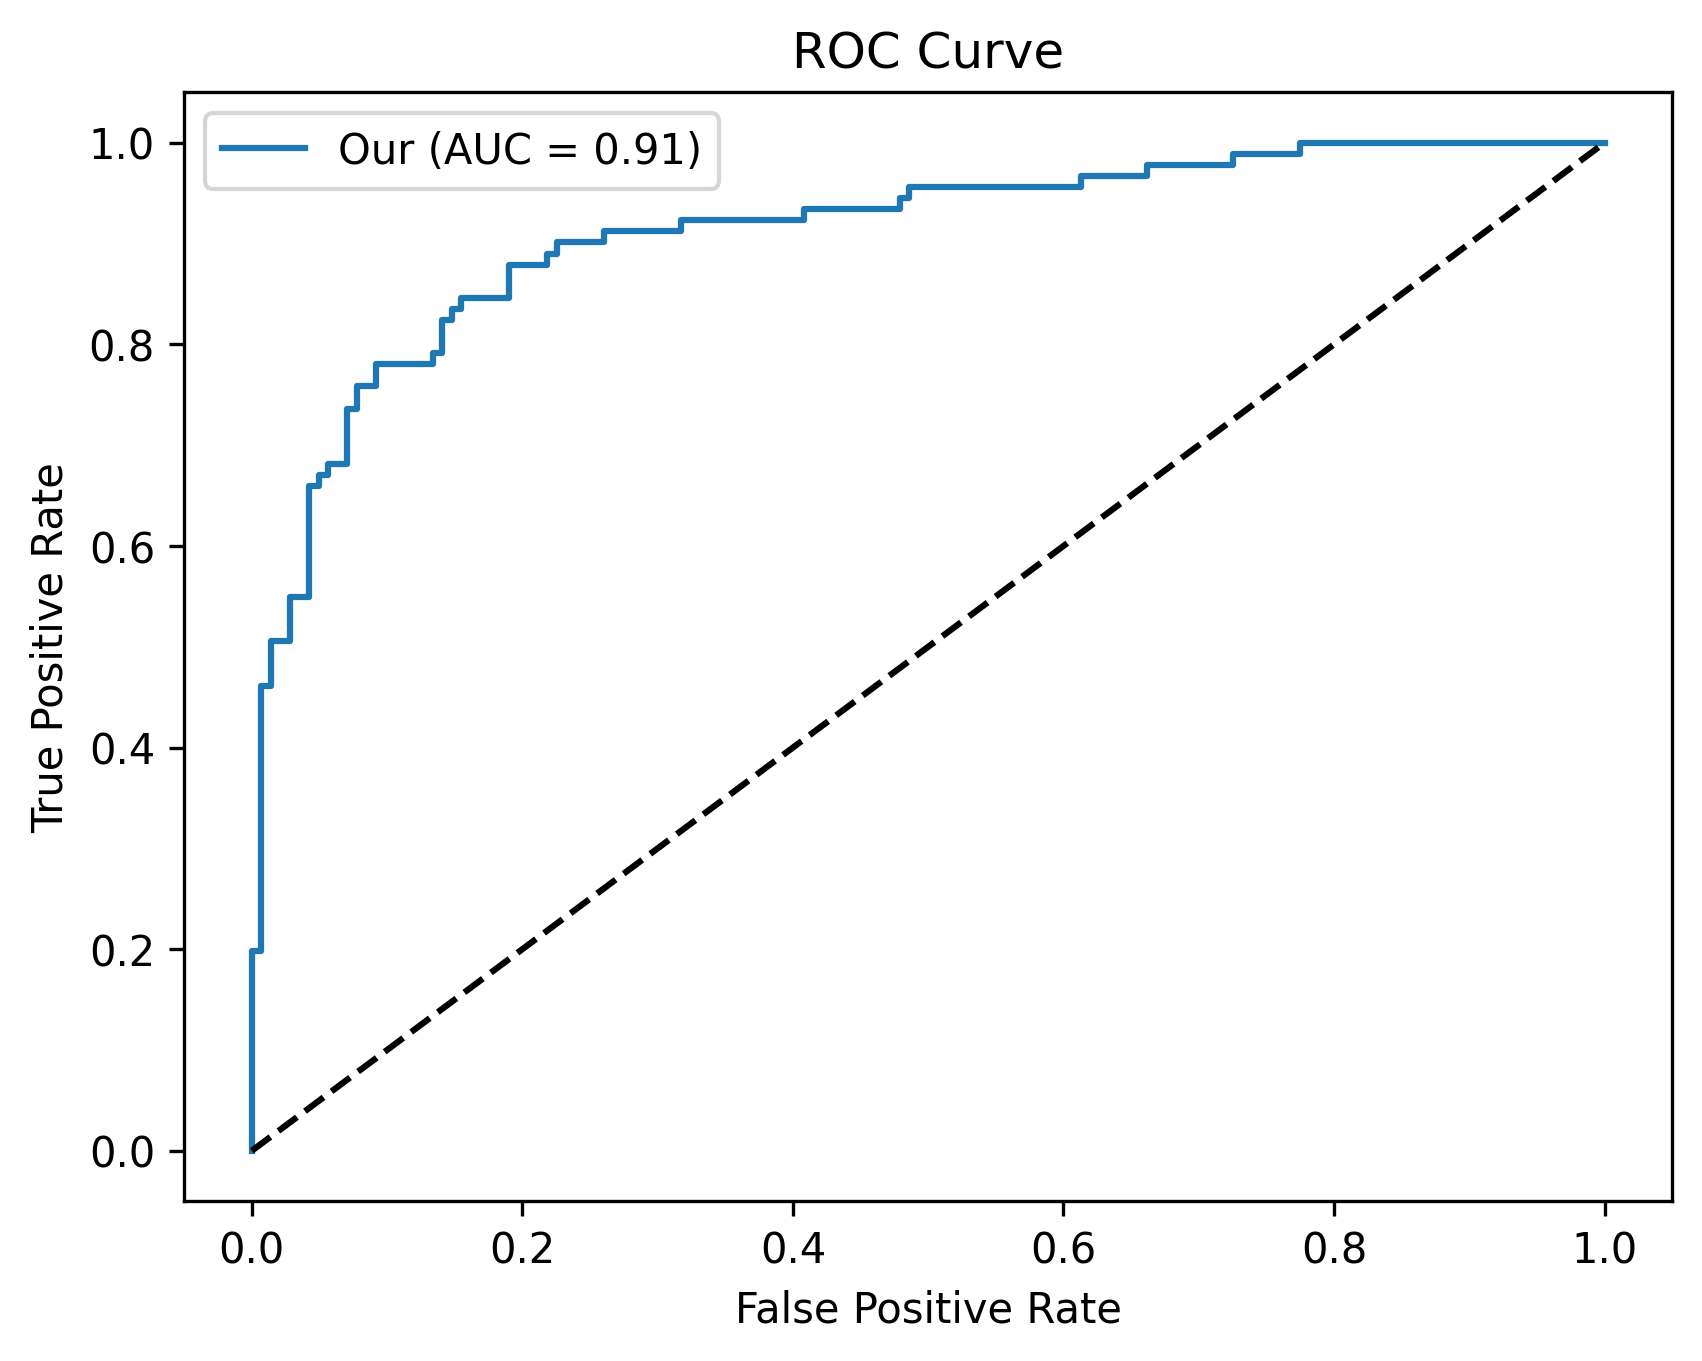 ROC Curve
Our (AUC = 0.91)
1.0
0.8
0.6
0.4
0.2
0.0
True Positive Rate
0.0 0.2 0.4 0.6 0.8 1.0
False Positive Rate